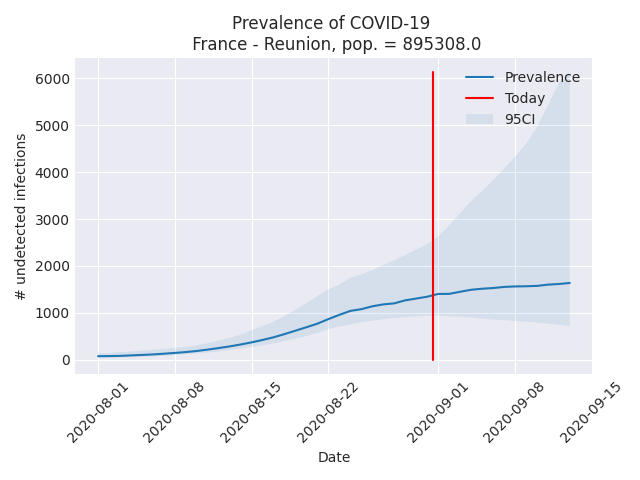 Prevalence of COVID-19
France - Reunion, pop. = 895308.0
Prevalence
Today
95CI
6000
5000
4000
3000
2000
1000
0
# undetected infections
2020-08-01
2020-08-08
2020-08-15
2020-08-22
2020-09-01
2020-09-08
2020-09-15
Date